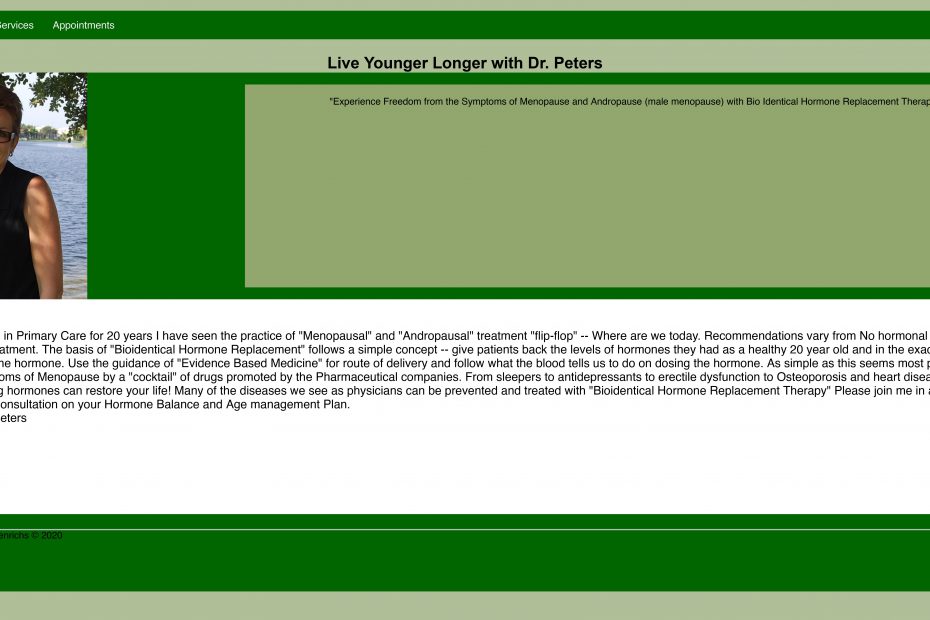 Services Appointments
Live Younger Longer with Dr. Peters
"Experience Freedom from the Symptoms of Menopause and Andropause (male menopause) with Bio Identical Hormone Replacement Therap
in Primary Care for 20 years I have seen the practice of "Menopausal" and "Andropausal" treatment "flip-flop" -- Where are we today. Recommendations vary from No hormonal
atment. The basis of "Bioidentical Hormone Replacement" follows a simple concept -- give patients back the levels of hormones they had as a healthy 20 year old and in the exac
he hormone. Use the guidance of "Evidence Based Medicine" for route of delivery and follow what the blood tells us to do on dosing the hormone. As simple as this seems most p
oms of Menopause by a "cocktail" of drugs promoted by the Pharmaceutical companies. From sleepers to antidepressants to erectile dysfunction to Osteoporosis and heart disea
g hormones can restore your life! Many of the diseases we see as physicians can be prevented and treated with "Bioidentical Hormone Replacement Therapy" Please join me in a
onsultation on your Hormone Balance and Age management Plan.
eters
enrichs © 2020